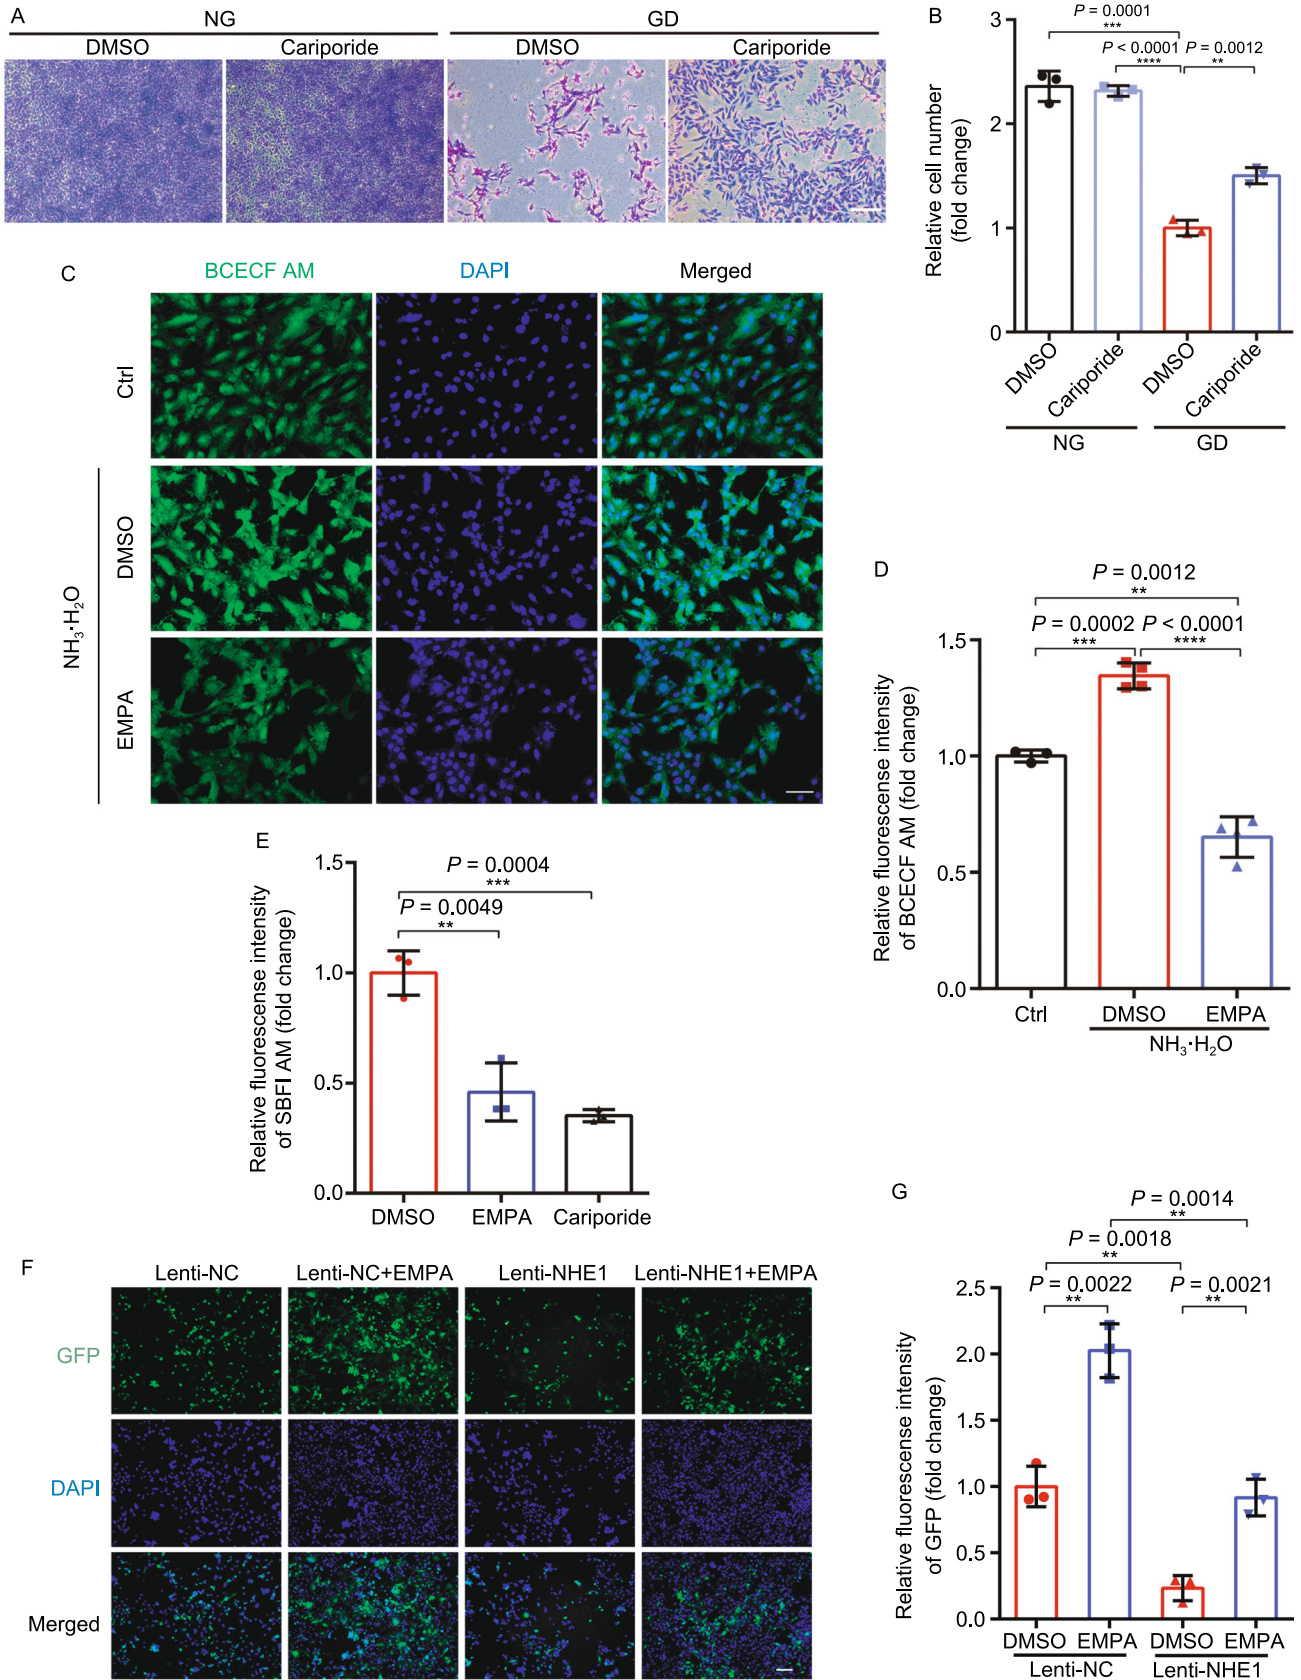 A
NG
GD
DMSO
Cariporide
DMSO
Cariporide
B
P = 0.0001
***
P < 0.0001
P = 0.0012
****
**
Relative cell number
(fold change)
3
2
1
0
DMSO
Cariporide
DMSO
Cariporide
NG
GD
C
BCECF AM
DAPI
Merged
Ctrl
DMSO
EMPA
NH₃·H₂O
D
P = 0.0012
**
P = 0.0002
P < 0.0001
***
****
Relative fluorescense intensity
of BCECF AM (fold change)
1.5
1.0
0.5
0.0
Ctrl
DMSO
EMPA
NH₃·H₂O
E
P = 0.0004
***
P = 0.0049
**
Relative fluorescense intensity
of SBFI AM (fold change)
1.5
1.0
0.5
0.0
DMSO
EMPA
Cariporide
F
Lenti-NC
Lenti-NC+EMPA
Lenti-NHE1
Lenti-NHE1+EMPA
GFP
DAPI
Merged
G
P = 0.0014
**
P = 0.0018
**
P = 0.0022
P = 0.0021
**
**
Relative fluorescense intensity
of GFP (fold change)
2.5
2.0
1.5
1.0
0.5
0.0
DMSO
EMPA
DMSO
EMPA
Lenti-NC
Lenti-NHE1